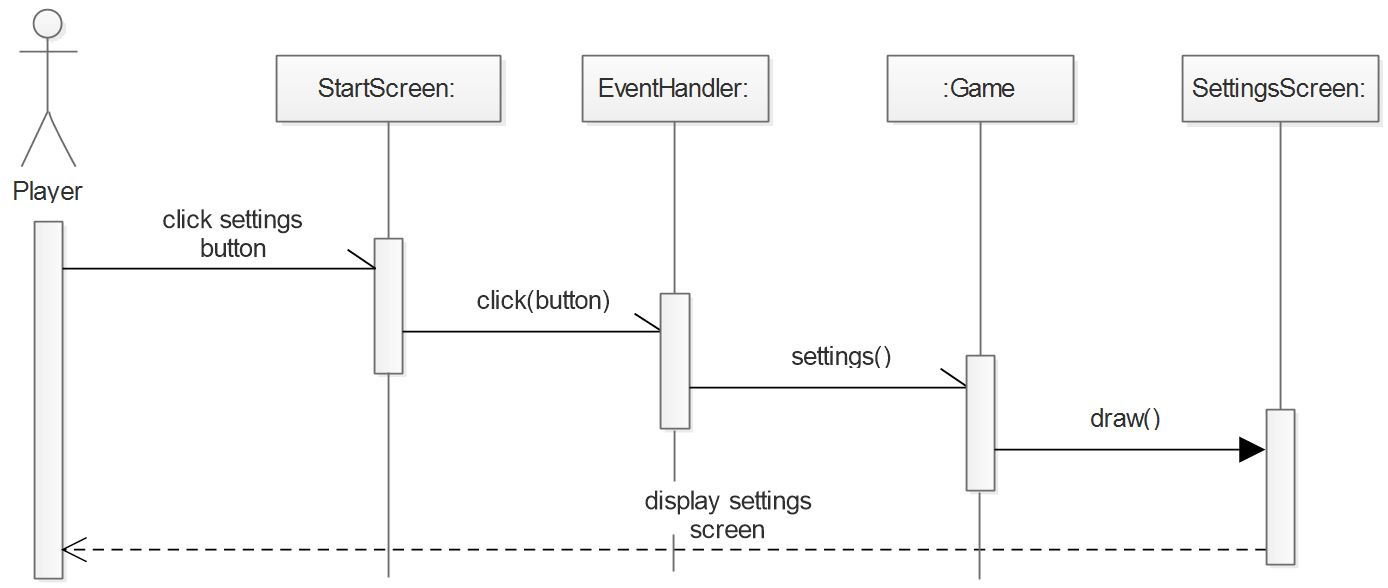 StartScreen:
EventHandler:
:Game
SettingsScreen:
Player
click settings
button
click(button)
settings()
draw()
display settings
screen